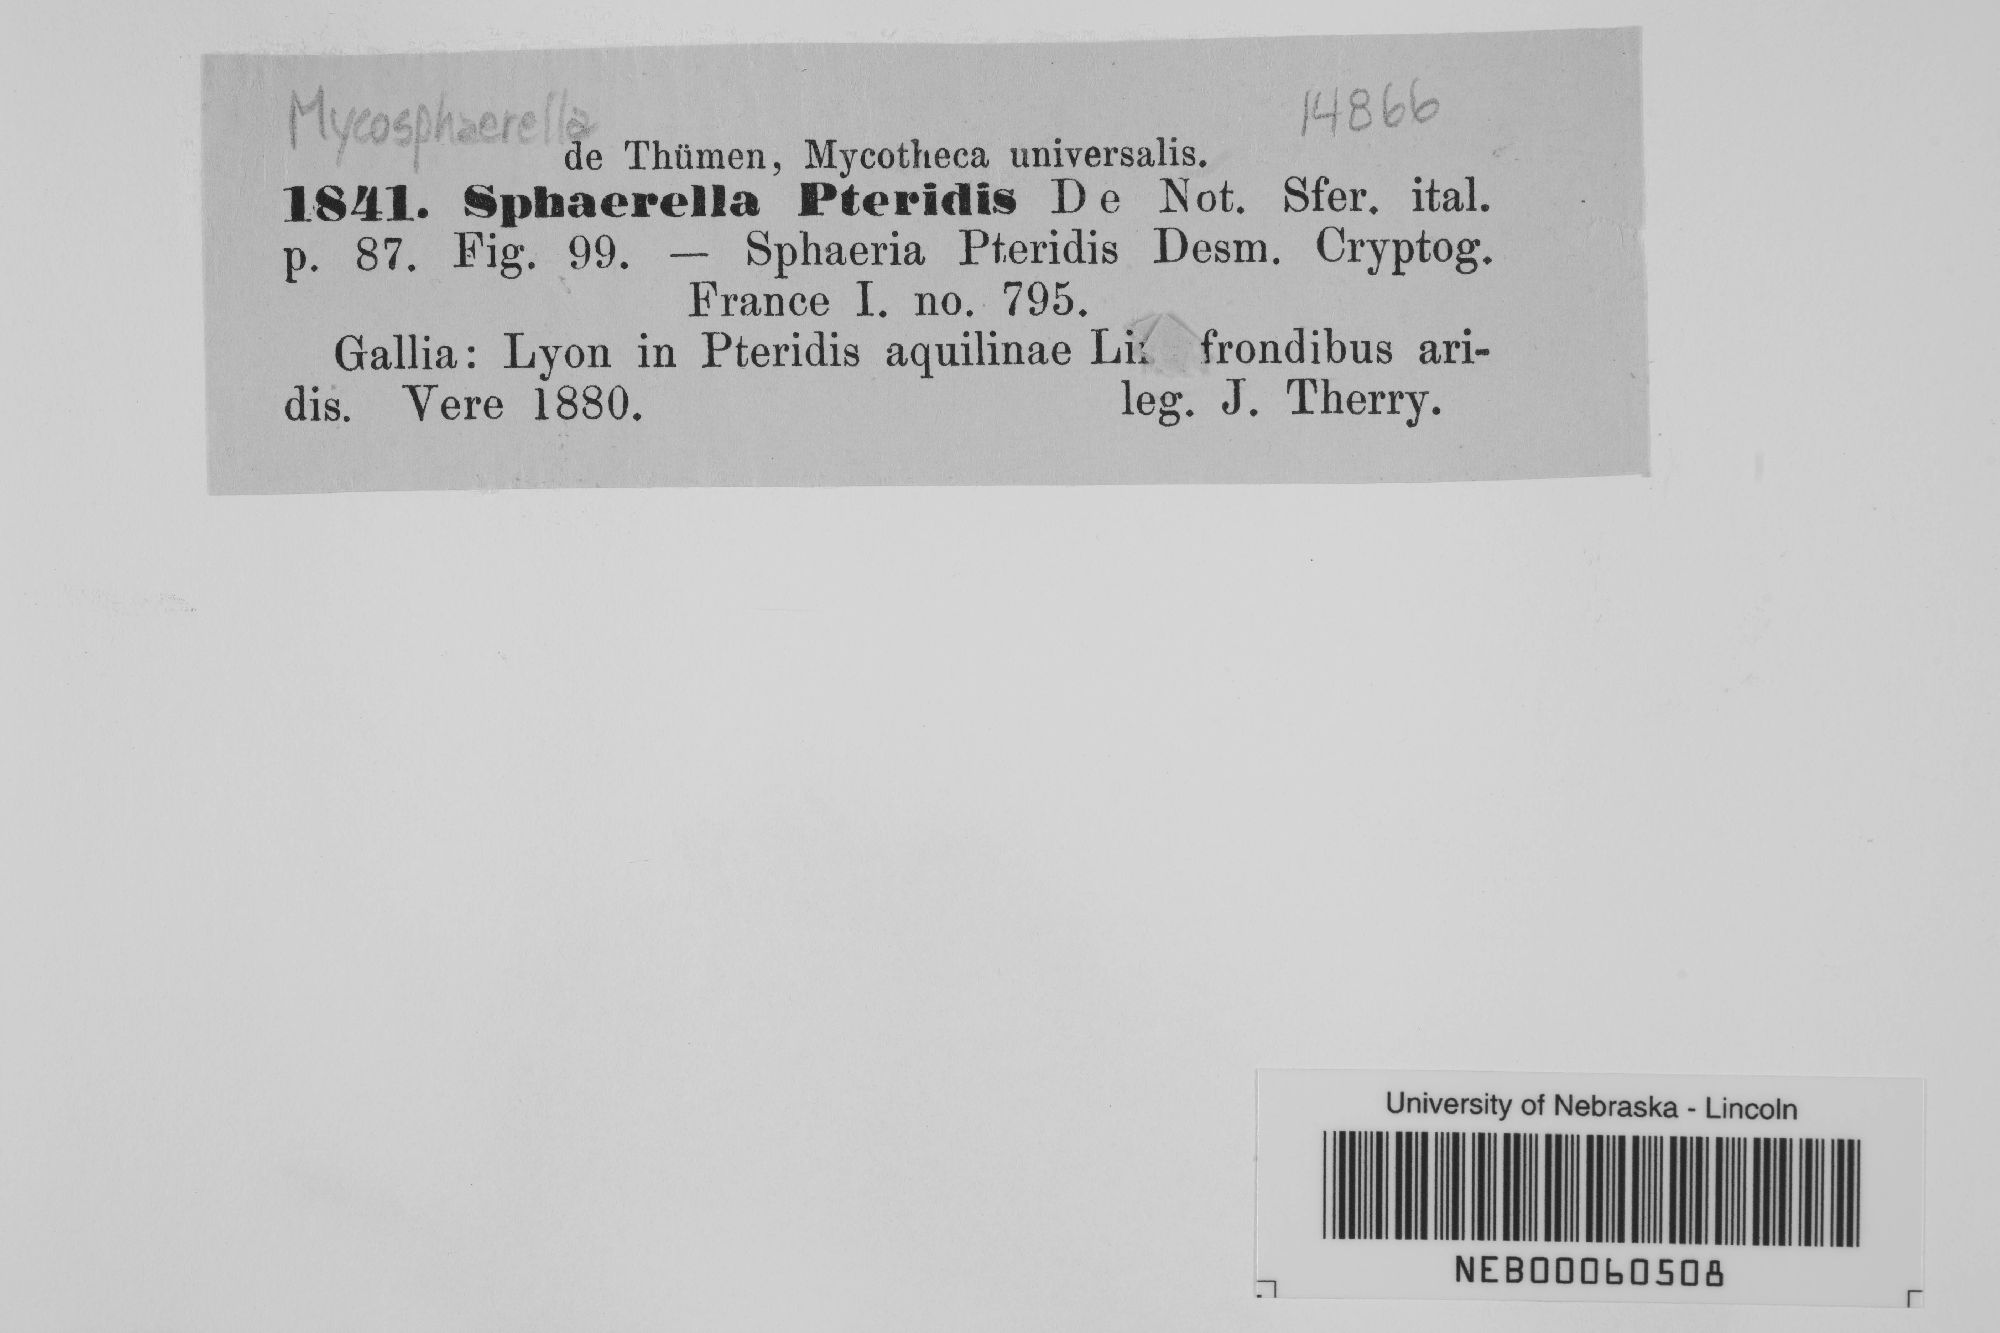 Mycosphaerella
14866
de Thümen, Mycotheca universalis.
1841. Sphaerella Pteridis De Not. Sfer. ital.
p. 87. Fig. 99. — Sphaeria Pteridis Desm. Cryptog.
France I. no. 795.
Gallia: Lyon in Pteridis aquilinae frondibus ari-
dis. Vere 1880. leg. J. Therry.
University of Nebraska - Lincoln
NEB00060508